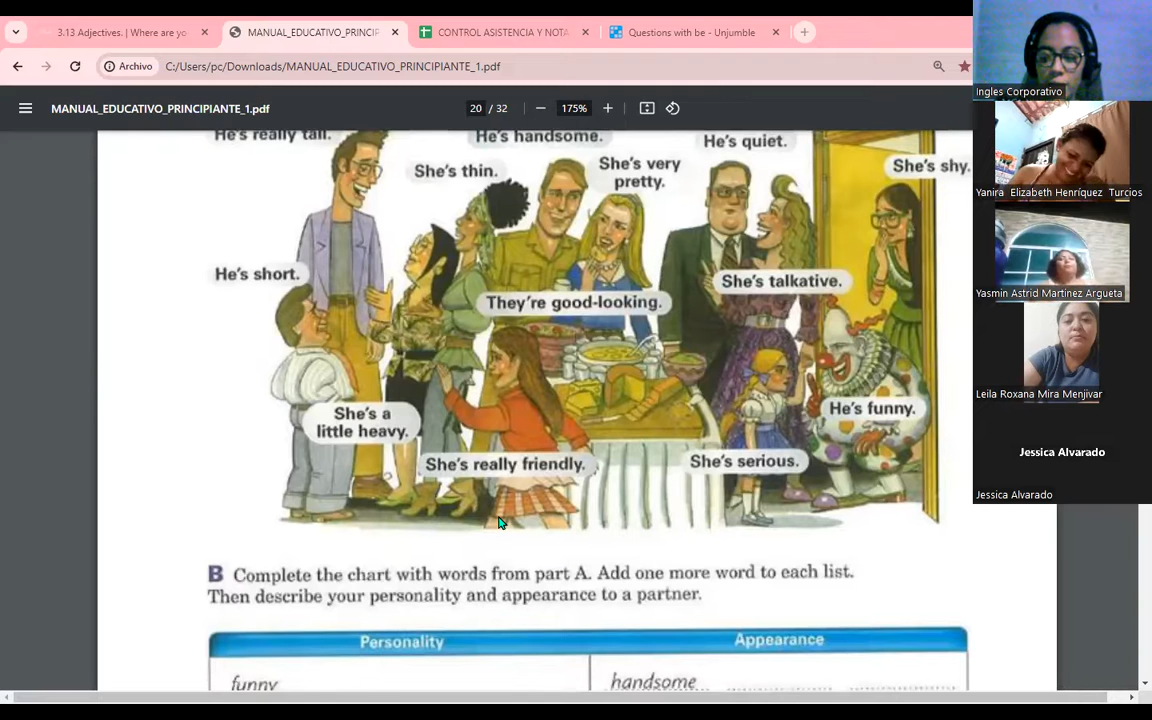 3.13 Adjectives. | Where are yo
MANUAL_EDUCATIVO_PRINCIP
CONTROL ASISTENCIA Y NOTA
Questions with be - Unjumble
Archivo
C:/Users/pc/Downloads/MANUAL_EDUCATIVO_PRINCIPIANTE_1.pdf
MANUAL_EDUCATIVO_PRINCIPIANTE_1.pdf
20 / 32
175%
He's really tall.
He's handsome.
He's quiet.
She's thin.
She's very
pretty.
She's shy.
He's short.
She's talkative.
They're good-looking.
She's a
little heavy.
He's funny.
She's really friendly.
She's serious.
B Complete the chart with words from part A. Add one more word to each list.
Then describe your personality and appearance to a partner.
Personality
Appearance
funny
handsome
Ingles Corporativo
Yanira Elizabeth Henríquez Turcios
Yasmin Astrid Martinez Argueta
Leila Roxana Mira Menjivar
Jessica Alvarado
Jessica Alvarado